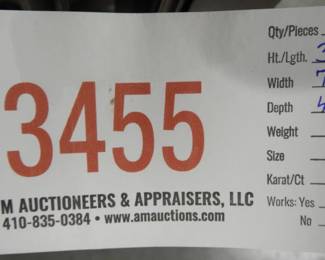 3455
M AUCTIONEERS & APPRAISERS, LLC
410-835-0384 • www.amauctions.com
Qty/Pieces
Ht./Lgth.
Width
Depth
Weight
Size
Karat/Ct
Works: Yes
No